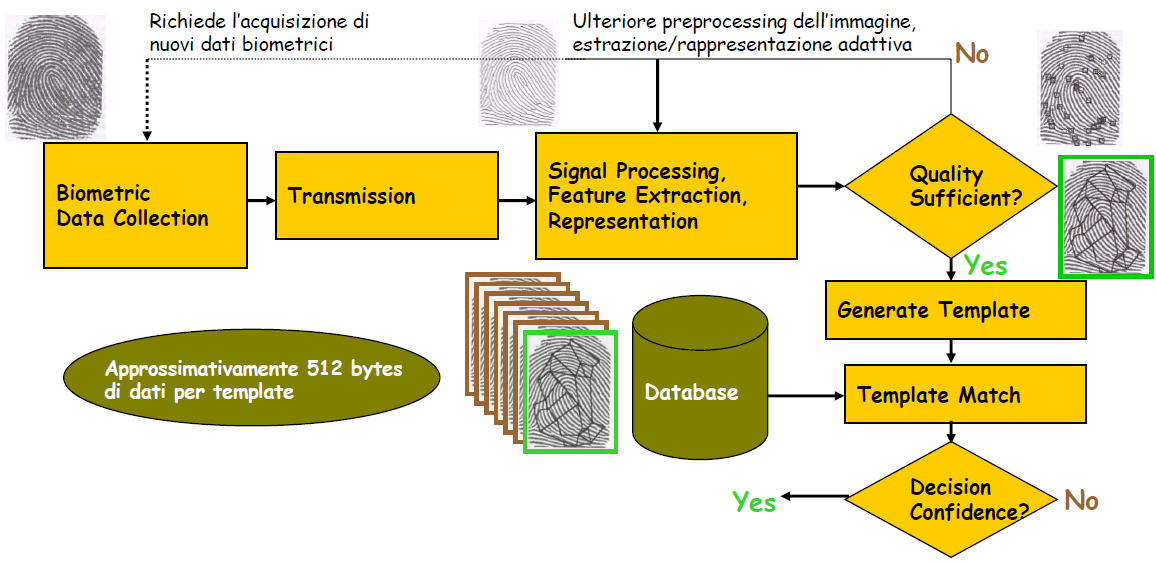 Richiede l'acquisizione di
nuovi dati biometrici
Ulteriore preprocessing dell'immagine,
estrazione/rappresentazione adattiva
No
Biometric
Data Collection
Transmission
Signal Processing,
Feature Extraction,
Representation
Quality
Sufficient?
Yes
Generate Template
Approssimativamente 512 bytes
di dati per template
Database
Template Match
Decision
Confidence?
Yes
No